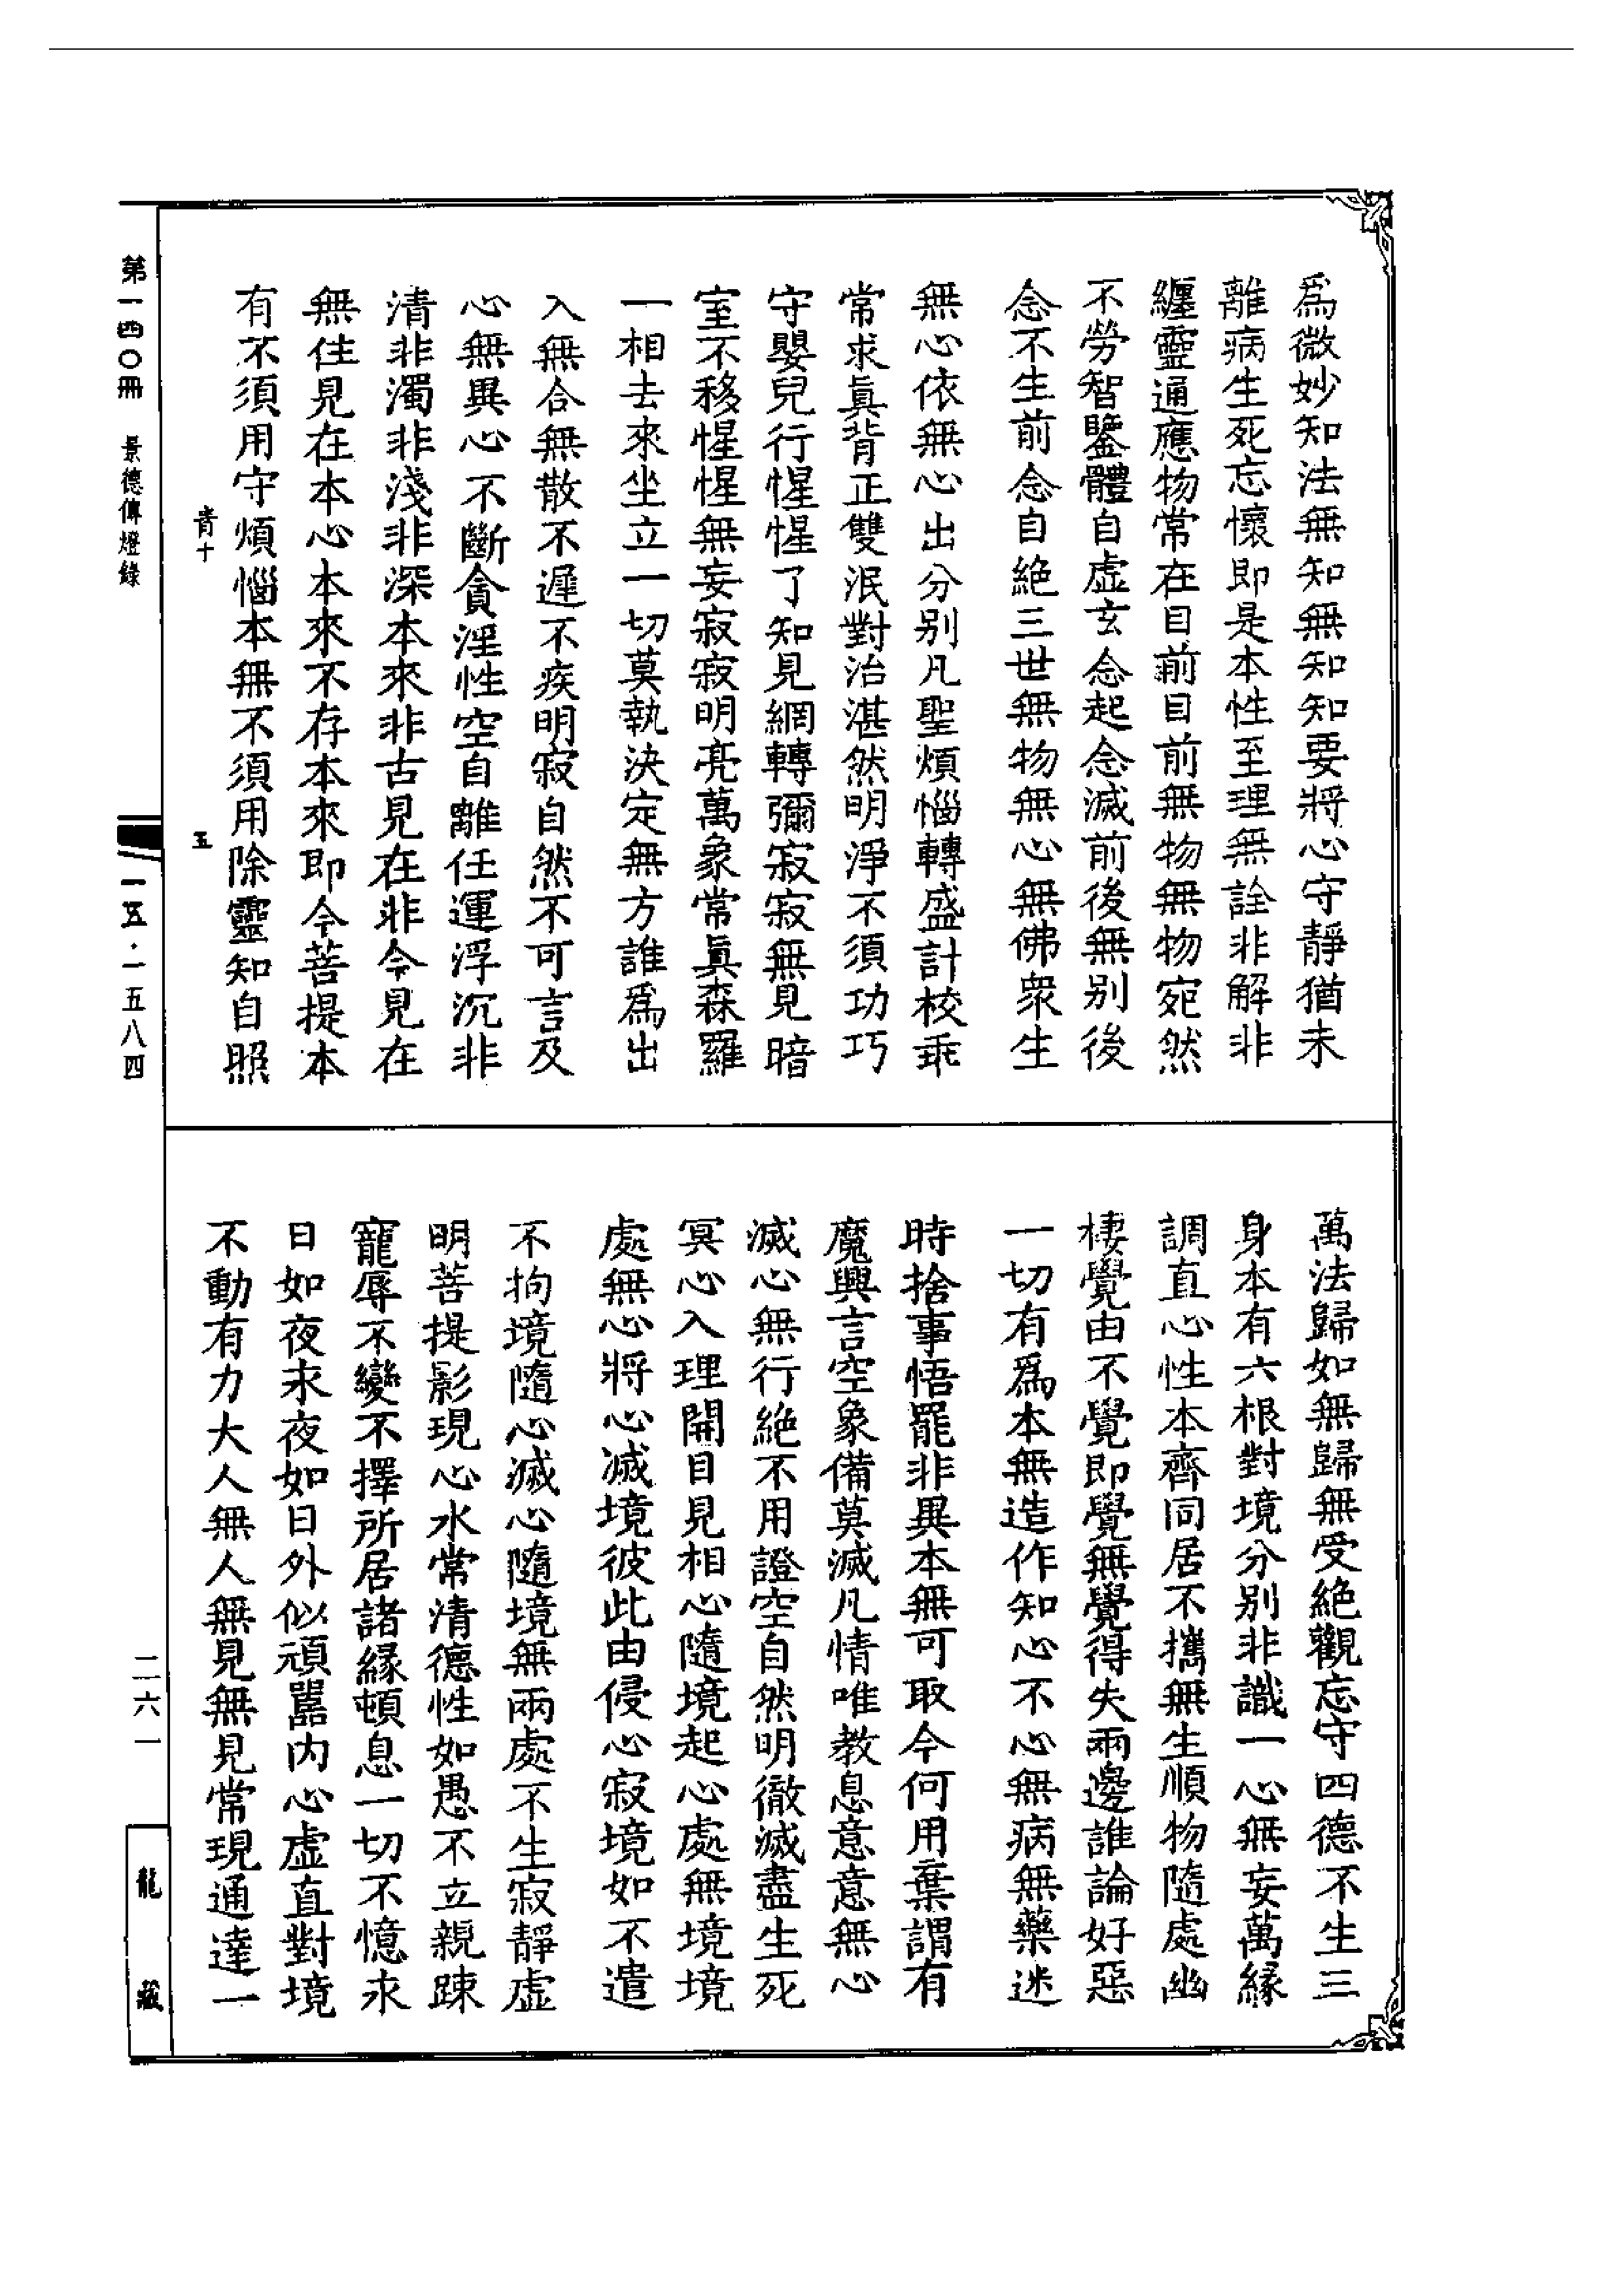 爲微妙知法無知無知知要將心守靜猶未
離病生死忘懷即是本性至理無詮非解非
纏靈通應物常在目前目前無物無物宛然
不勞智鑒體自虛玄念起念滅前後無別後
念不生前念自絶三世無物無心無佛衆生
無心依無心出分別凡聖煩惱轉盛計校乖
常求眞背正雙泯對治湛然明淨不須功巧
守嬰兒行惺惺了知見網轉彌寂寂無見暗
室不移惺惺無妄寂寂明亮萬象常眞森羅
一相去來坐立一切莫執決定無方誰爲出
入無合無散不遲不疾明寂自然不可言及
心無異心不斷貪淫性空自離任運浮沉非
清非濁非淺非深本來非古見在非今見在
無住見在本心本來不存本來即今菩提本
有不須用守煩惱本無不須用除靈知自照
萬法歸如無歸無受絶觀忘守四德不生三
身本有六根對境分別非識一心無妄萬緣
調直心性本齊同居不攜無生順物隨處幽
棲覺由不覺即覺無覺得失兩邊誰論好惡
一切有爲本無造作知心不心無病無藥迷
時捨事悟罷非異本無可取今何用棄謂有
魔興言空象備莫滅凡情唯教息意意無心
滅心無行絶不用證空自然明徹滅盡生死
冥心入理開目見相心隨境起心處無境境
處無心將心滅境彼此由侵心寂境如不遣
不拘境隨心滅心隨境無兩處不生寂靜虛
明菩提影現心水常清德性如愚不立親踈
寵辱不變不擇所居諸緣頓息一切不憶永
日如夜永夜如日外似頑嚚内心虛直對境
不動有力大人無人無見無見常現通達一
第一四〇冊 景德傳燈錄
青十 五
一五·一五八四
二六一
龍藏